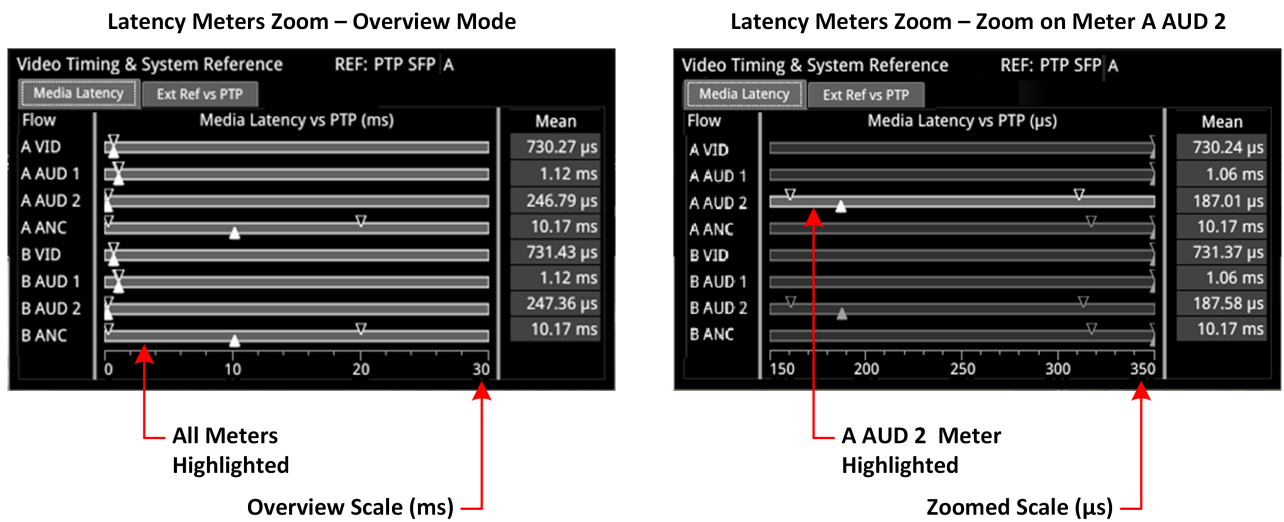 Latency Meters Zoom – Overview Mode
Video Timing & System Reference REF: PTP SFP A
Media Latency Ext Ref vs PTP
Flow Media Latency vs PTP (ms) Mean
A VID 730.27 µs
A AUD 1 1.12 ms
A AUD 2 246.79 µs
A ANC 10.17 ms
B VID 731.43 µs
B AUD 1 1.12 ms
B AUD 2 247.36 µs
B ANC 10.17 ms
0 10 20 30
All Meters
Highlighted
Overview Scale (ms)
Latency Meters Zoom – Zoom on Meter A AUD 2
Video Timing & System Reference REF: PTP SFP A
Media Latency Ext Ref vs PTP
Flow Media Latency vs PTP (µs) Mean
A VID 730.24 µs
A AUD 1 1.06 ms
A AUD 2 187.01 µs
A ANC 10.17 ms
B VID 731.37 µs
B AUD 1 1.06 ms
B AUD 2 187.58 µs
B ANC 10.17 ms
150 200 250 300 350
A AUD 2 Meter
Highlighted
Zoomed Scale (µs)